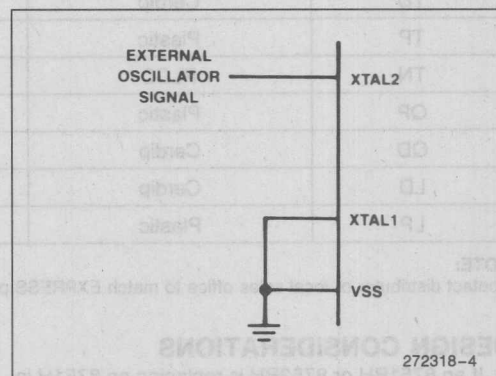 EXTERNAL
OSCILLATOR
SIGNAL
XTAL2
XTAL1
VSS
272318–4